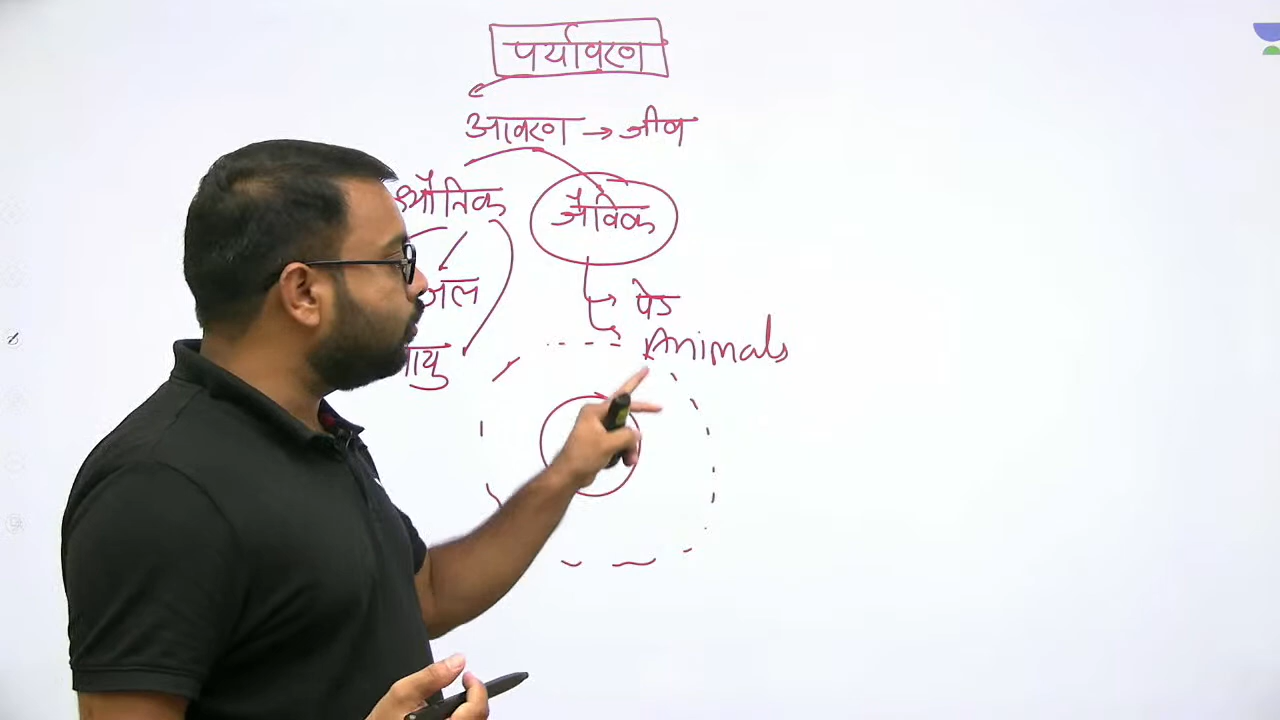 पर्यावरण
आवरण → जीव
भौतिक जैविक
जल पेड
Animals